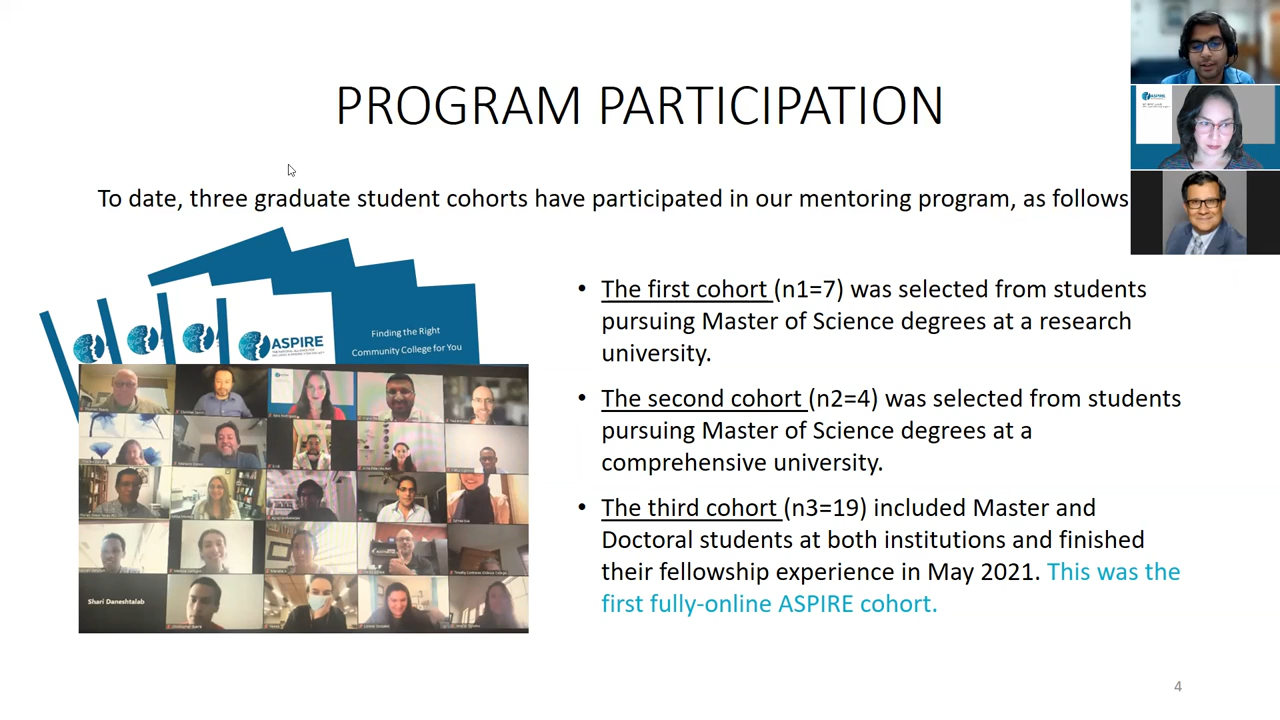 PROGRAM PARTICIPATION
To date, three graduate student cohorts have participated in our mentoring program, as follows
ASPIRE
Finding the Right
Community College for You
ASPIRE
• The first cohort (n1=7) was selected from students
pursuing Master of Science degrees at a research
university.
• The second cohort (n2=4) was selected from students
pursuing Master of Science degrees at a
comprehensive university.
• The third cohort (n3=19) included Master and
Doctoral students at both institutions and finished
their fellowship experience in May 2021. This was the
first fully-online ASPIRE cohort.
Shari Daneshtalab
4